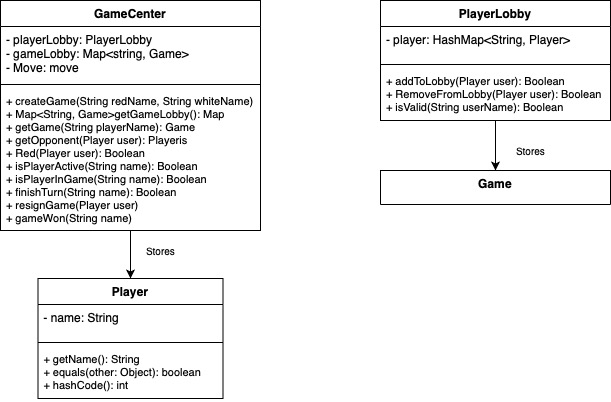 GameCenter
- playerLobby: PlayerLobby
- gameLobby: Map<string, Game>
- Move: move
+ createGame(String redName, String whiteName)
+ Map<String, Game>getGameLobby(): Map
+ getGame(String playerName): Game
+ getOpponent(Player user): Playeris
+ Red(Player user): Boolean
+ isPlayerActive(String name): Boolean
+ isPlayerInGame(String name): Boolean
+ finishTurn(String name): Boolean
+ resignGame(Player user)
+ gameWon(String name)
Stores
Player
- name: String
+ getName(): String
+ equals(other: Object): boolean
+ hashCode(): int
PlayerLobby
- player: HashMap<String, Player>
+ addToLobby(Player user): Boolean
+ RemoveFromLobby(Player user): Boolean
+ isValid(String userName): Boolean
Stores
Game